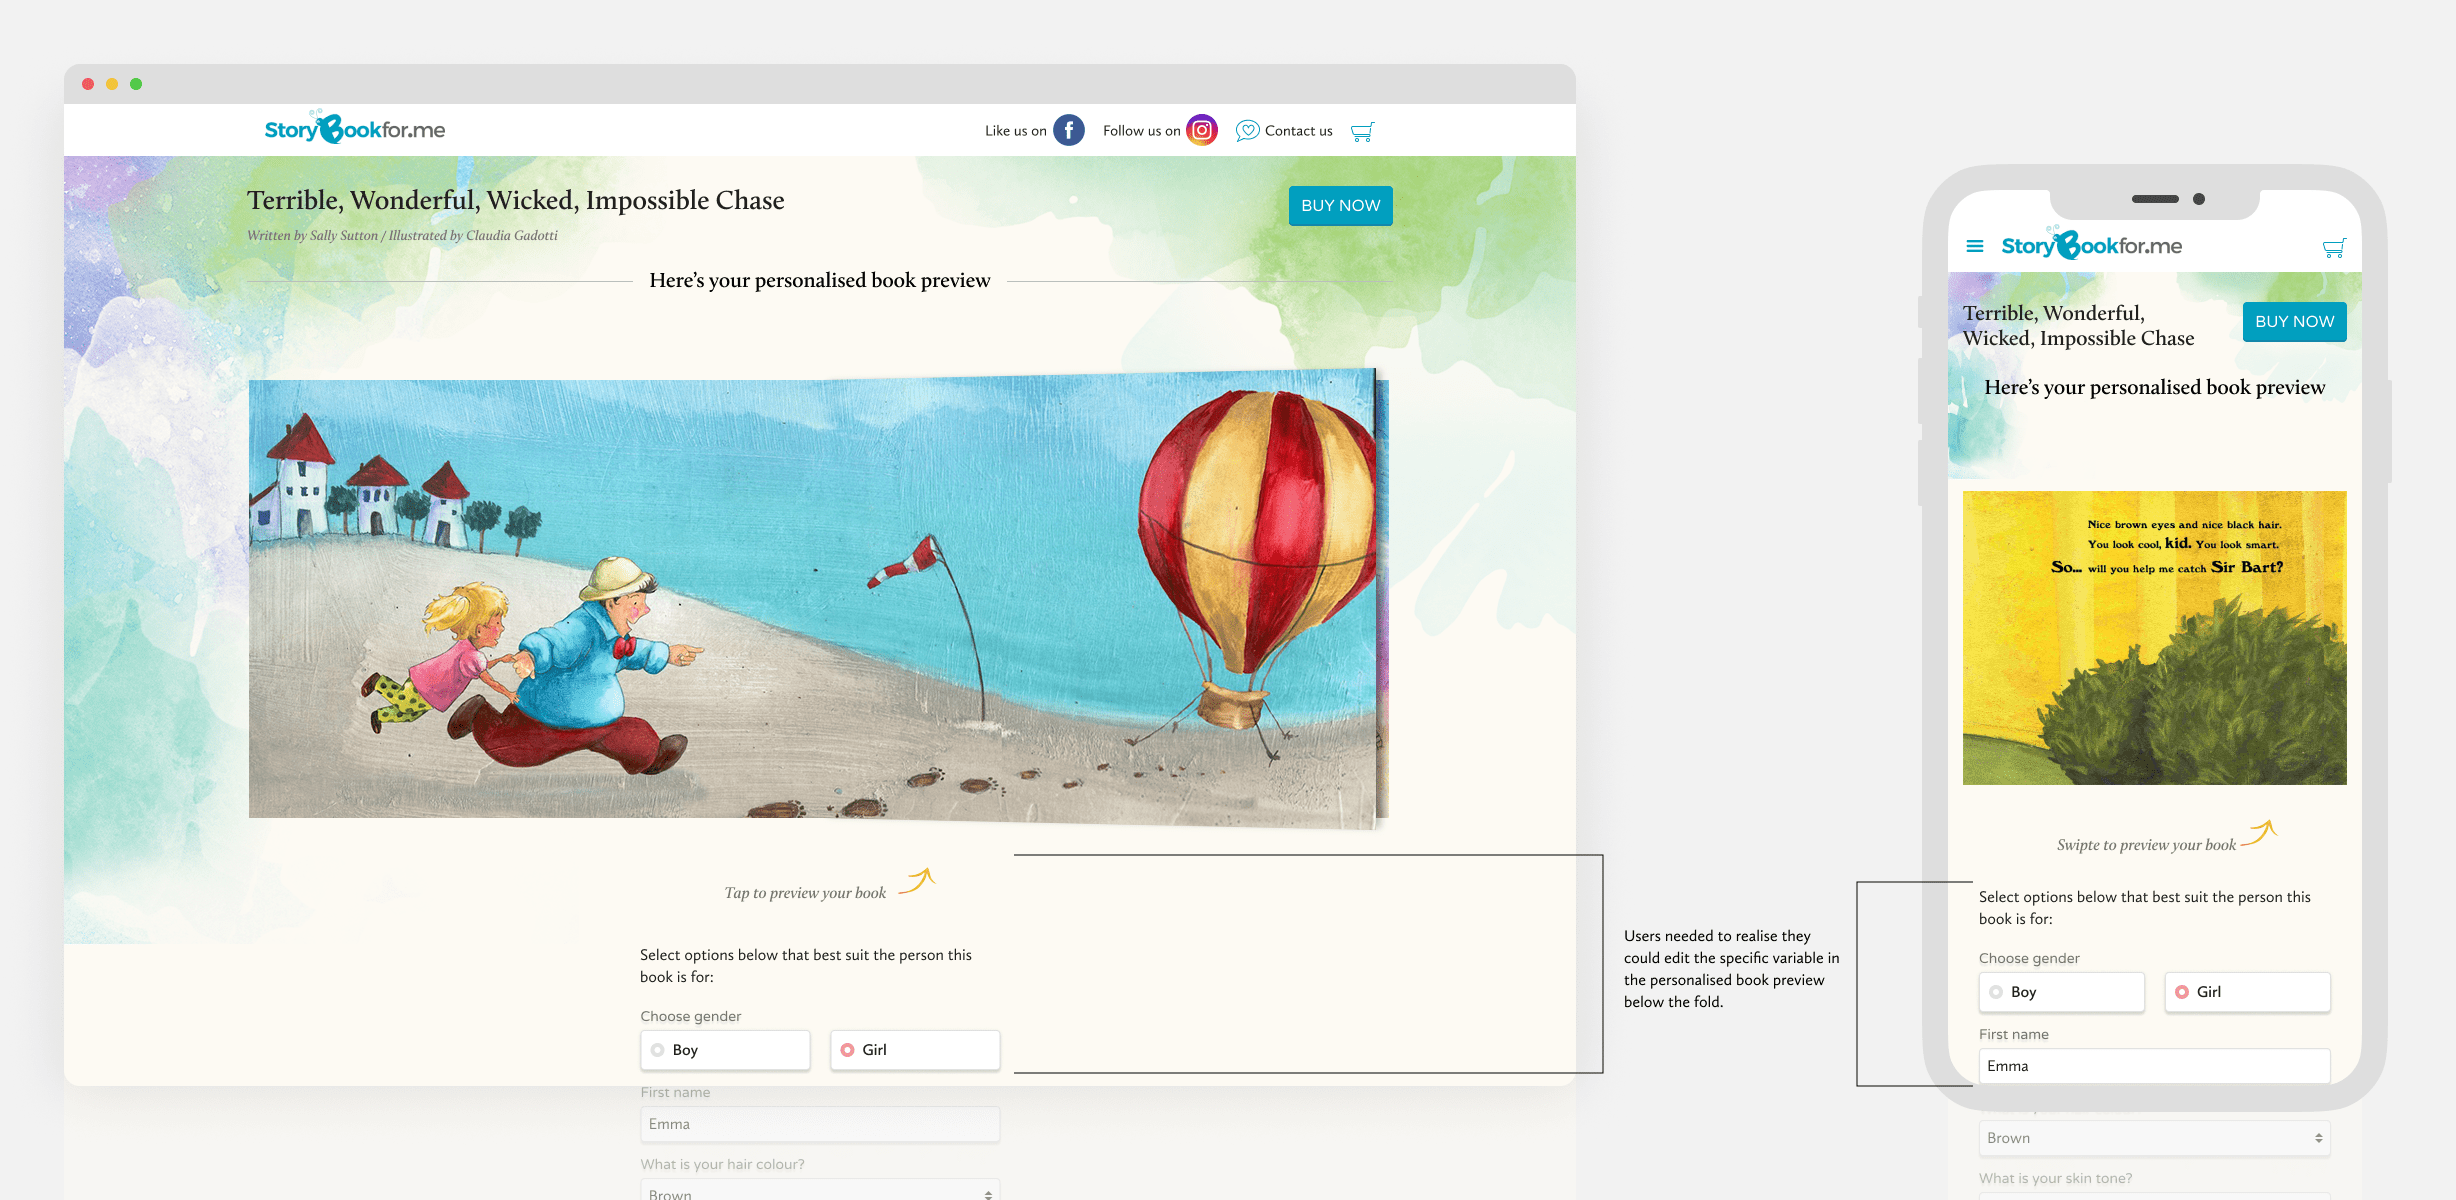 StoryBookfor.me
Like us on
Follow us on
Contact us
Terrible, Wonderful, Wicked, Impossible Chase
BUY NOW
Written by Sally Sutton / Illustrated by Claudia Gadotti
Here's your personalised book preview
Tap to preview your book
Select options below that best suit the person this
book is for:
Choose gender
Boy
Girl
First name
Emma
What is your hair colour?
Brown
Users needed to realise they
could edit the specific variable in
the personalised book preview
below the fold.
StoryBookfor.me
Terrible, Wonderful,
Wicked, Impossible Chase
BUY NOW
Here's your personalised book preview
Nice brown eyes and nice black hair.
You look cool, kid. You look smart.
So... will you help me catch Sir Bart?
Swipte to preview your book
Select options below that best suit the person this
book is for:
Choose gender
Boy
Girl
First name
Emma
Brown
What is your skin tone?